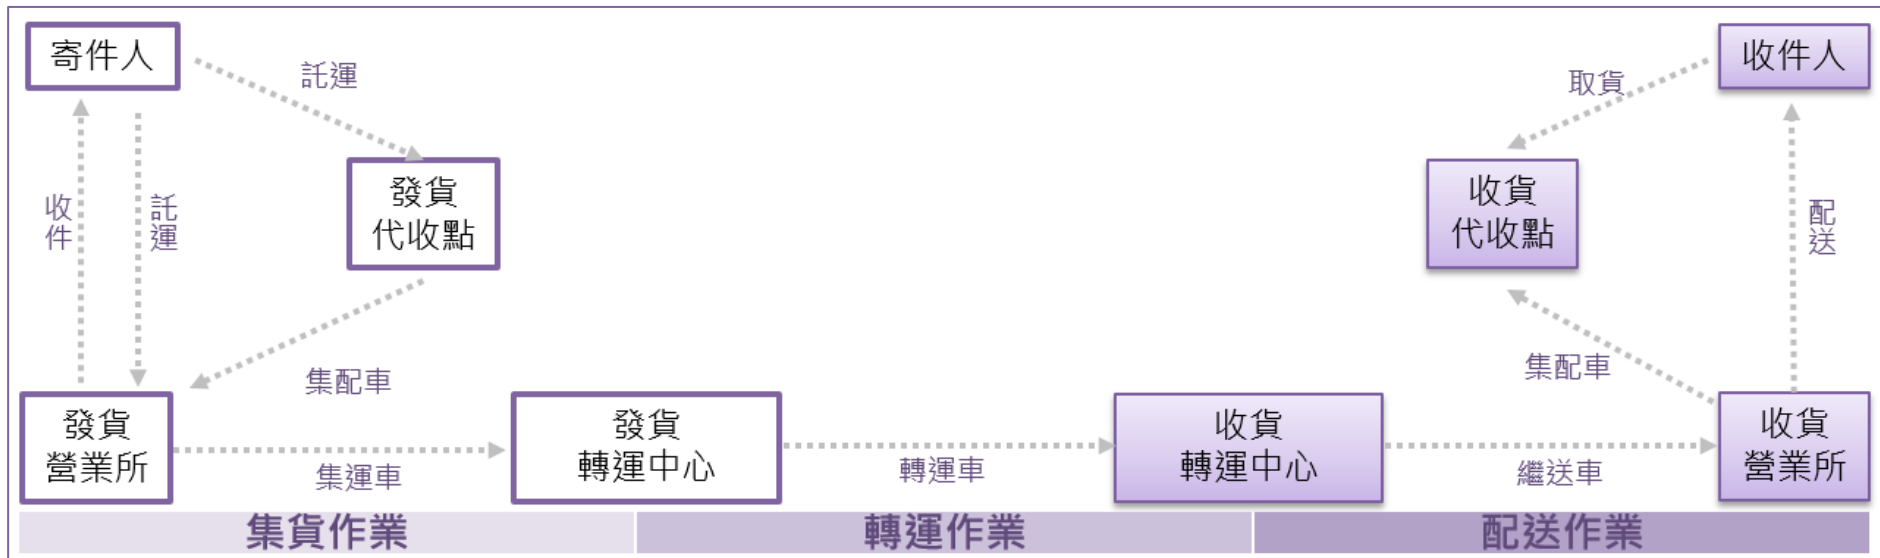 寄件人
託運
收件
託運
發貨
代收點
集配車
發貨
營業所
集運車
發貨
轉運中心
轉運車
收貨
轉運中心
繼送車
收貨
營業所
集配車
收貨
代收點
取貨
收件人
配送
集貨作業
轉運作業
配送作業